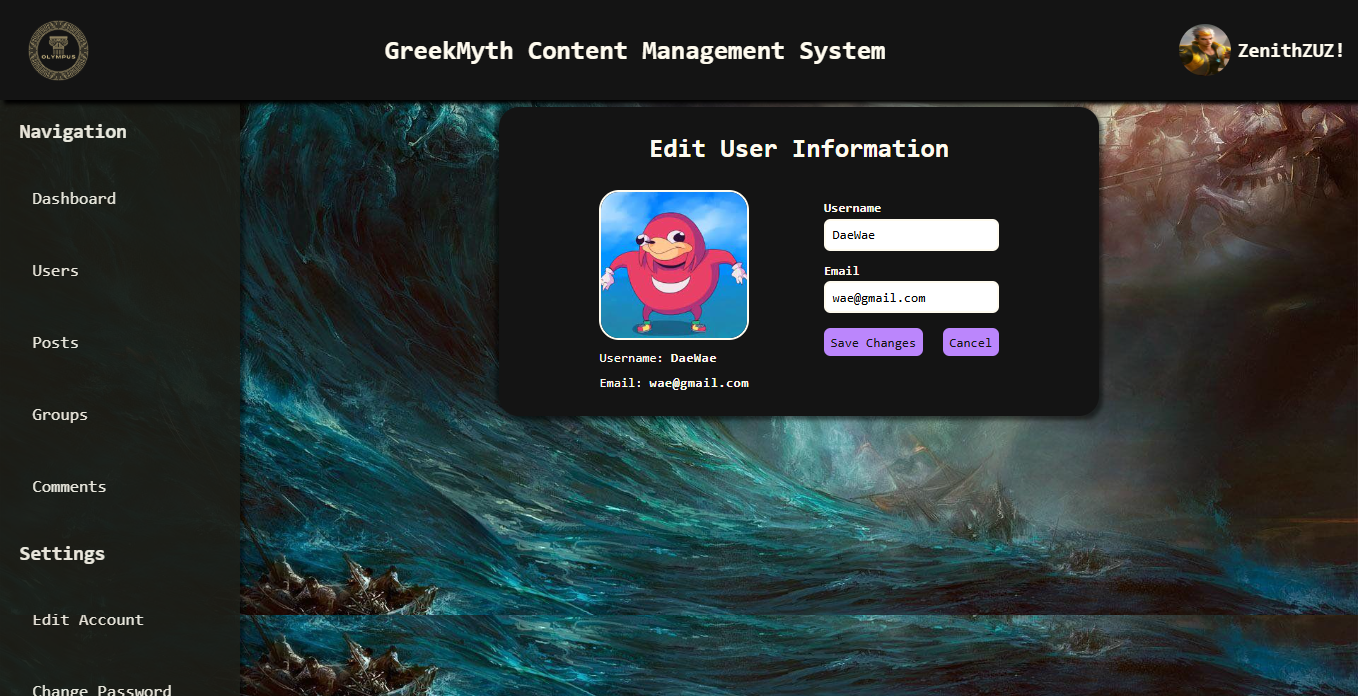 OLYMPUS
GreekMyth Content Management System
ZenithZUZ!
Navigation
Dashboard
Users
Posts
Groups
Comments
Settings
Edit Account
Change Password
Edit User Information
Username: DaeWae
Email: wae@gmail.com
Username
DaeWae
Email
wae@gmail.com
Save Changes
Cancel